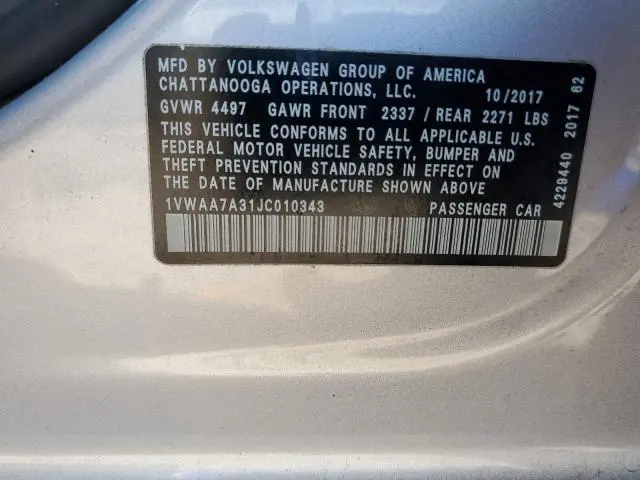 MFD BY VOLKSWAGEN GROUP OF AMERICA
CHATTANOOGA OPERATIONS, LLC. 10/2017
GVWR 4497 GAWR FRONT 2337 / REAR 2271 LBS
THIS VEHICLE CONFORMS TO ALL APPLICABLE U.S.
FEDERAL MOTOR VEHICLE SAFETY, BUMPER AND
THEFT PREVENTION STANDARDS IN EFFECT ON
THE DATE OF MANUFACTURE SHOWN ABOVE
1VWAA7A31JC010343 PASSENGER CAR
4229440 2017 62